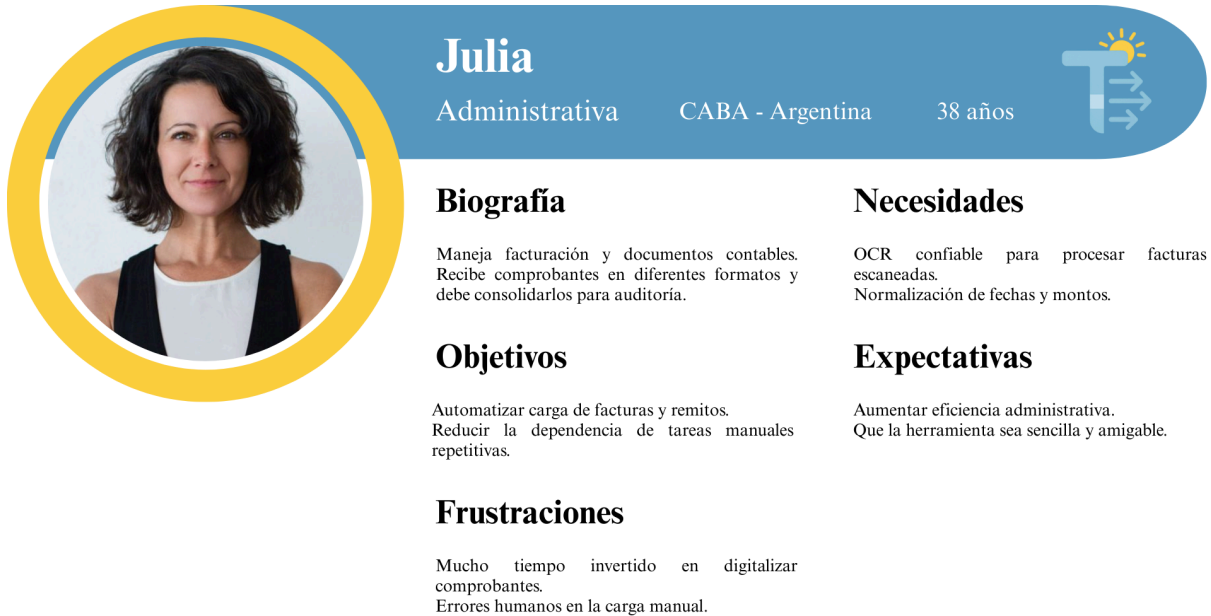 Julia
Administrativa CABA - Argentina 38 años
Biografía
Maneja facturación y documentos contables.
Recibe comprobantes en diferentes formatos y
debe consolidarlos para auditoría.
Objetivos
Automatizar carga de facturas y remitos.
Reducir la dependencia de tareas manuales
repetitivas.
Frustraciones
Mucho tiempo invertido en digitalizar
comprobantes.
Errores humanos en la carga manual.
Necesidades
OCR confiable para procesar facturas
escaneadas.
Normalización de fechas y montos.
Expectativas
Aumentar eficiencia administrativa.
Que la herramienta sea sencilla y amigable.